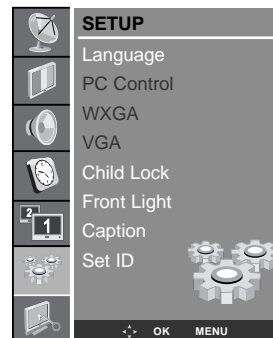 SETUP
Language
PC Control
WXGA
VGA
Child Lock
Front Light
Caption
Set ID
2
1
OK MENU